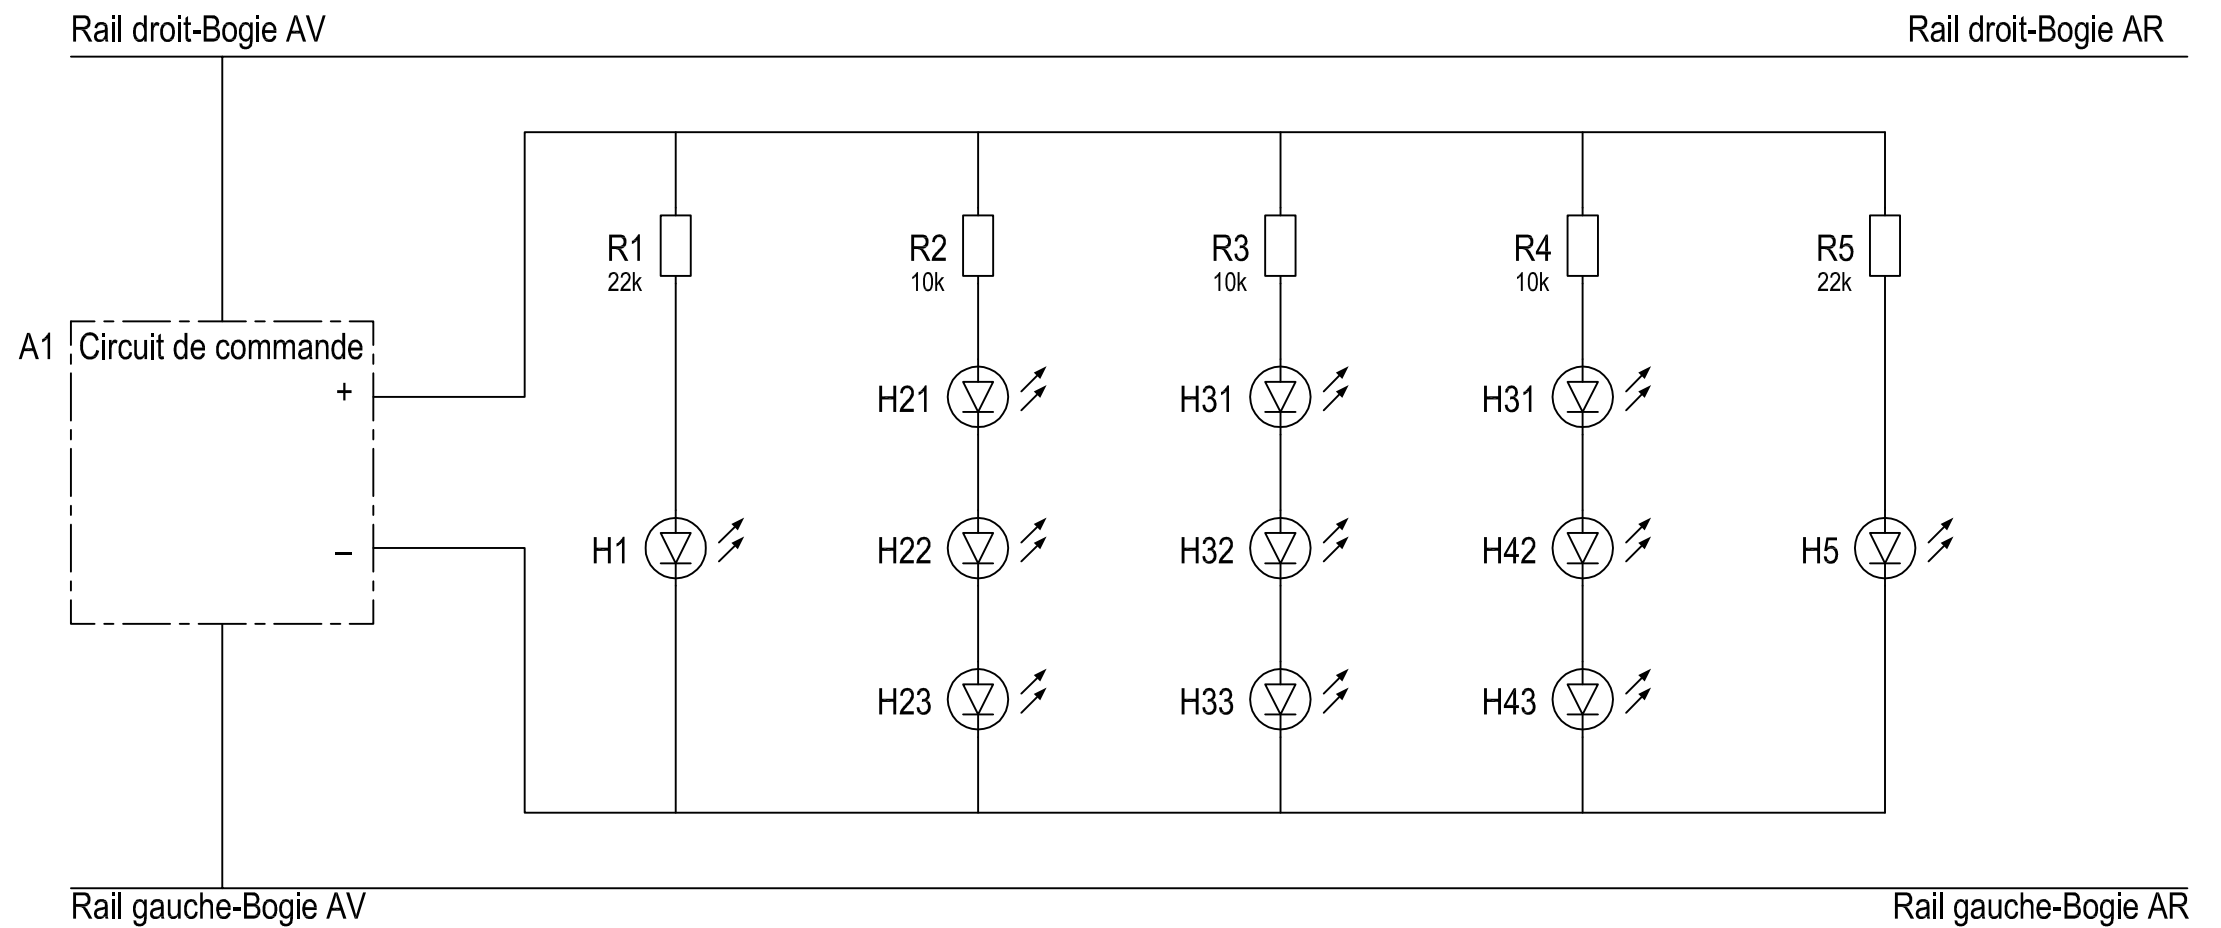 Rail droit-Bogie AV
Rail droit-Bogie AR
R1
22k
R2
10k
R3
10k
R4
10k
R5
22k
A1
Circuit de commande
+
–
H21
H31
H31
H1
H22
H32
H42
H5
H23
H33
H43
Rail gauche-Bogie AV
Rail gauche-Bogie AR